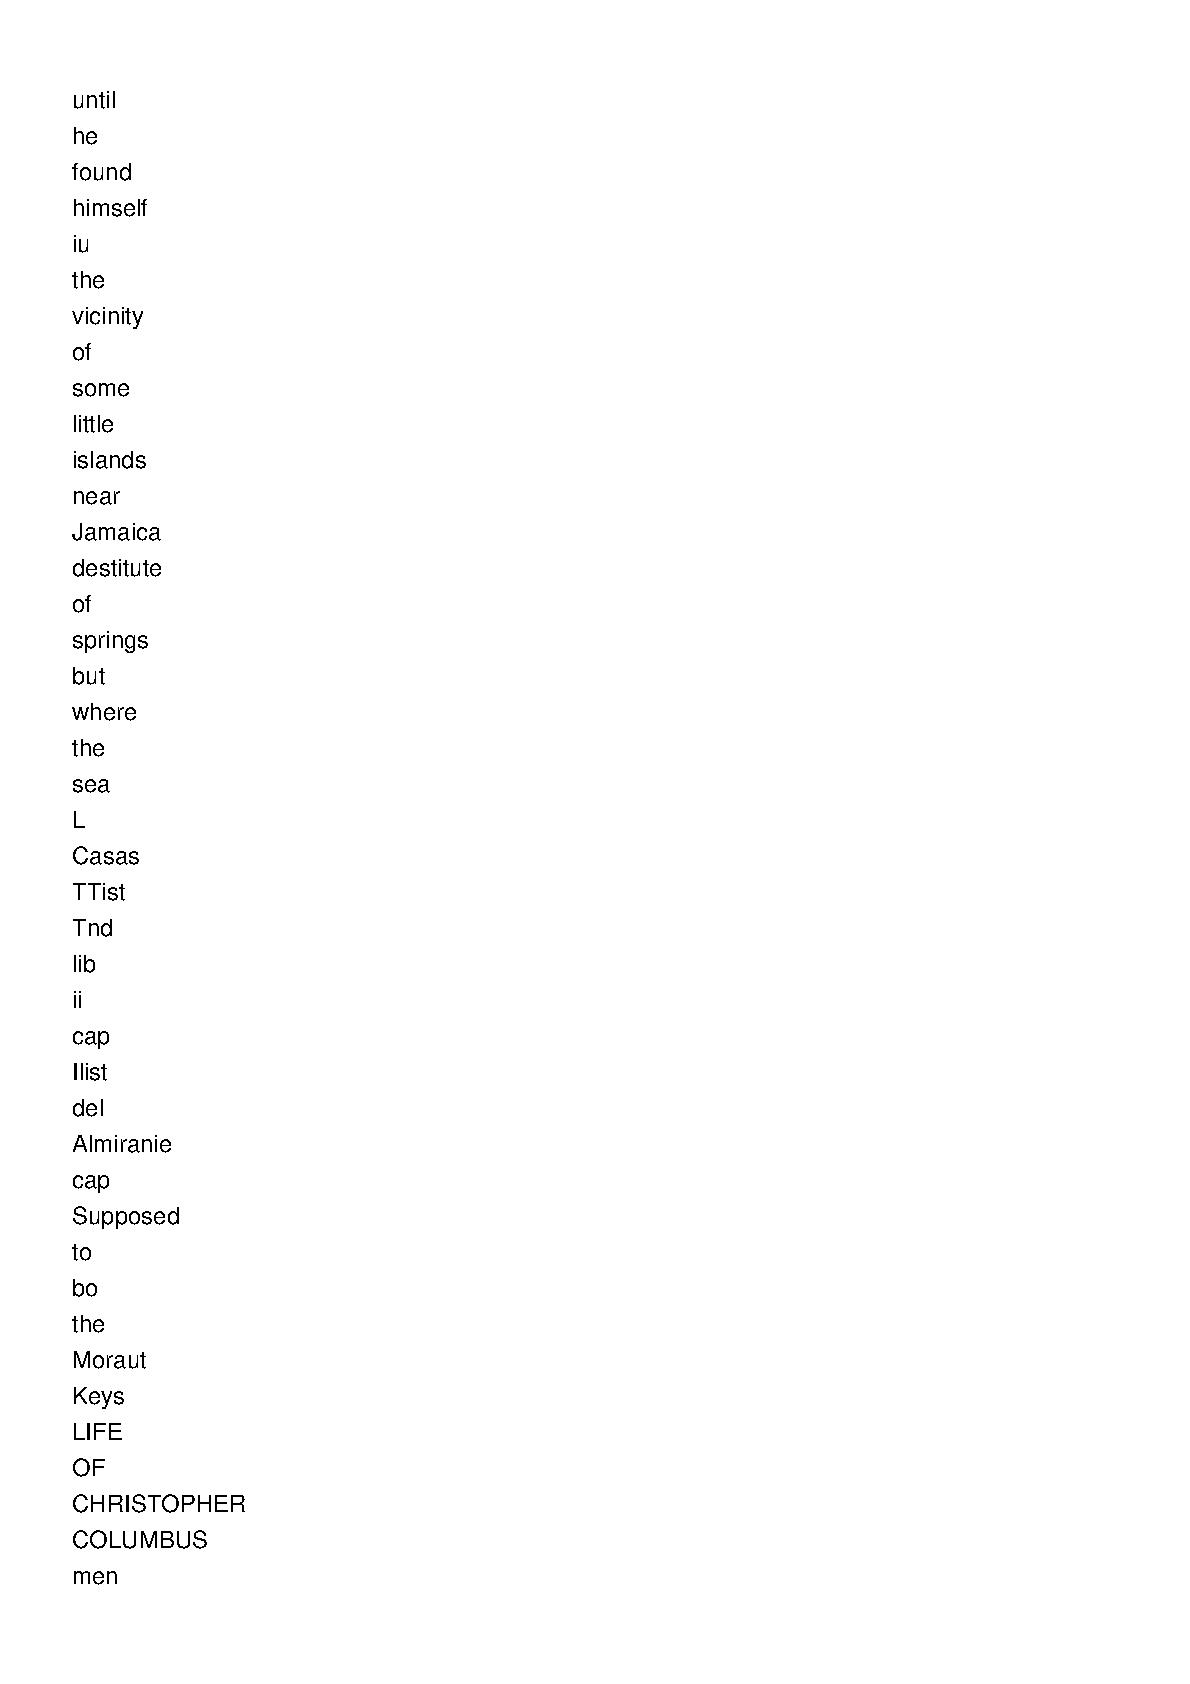 until
he
found
himself
iu
the
vicinity
of
some
little
islands
near
Jamaica
destitute
of
springs
but
where
the
sea
L
Casas
TTist
Tnd
lib
ii
cap
Ilist
del
Almiranie
cap
Supposed
to
bo
the
Moraut
Keys
LIFE
OF
CHRISTOPHER
COLUMBUS
men